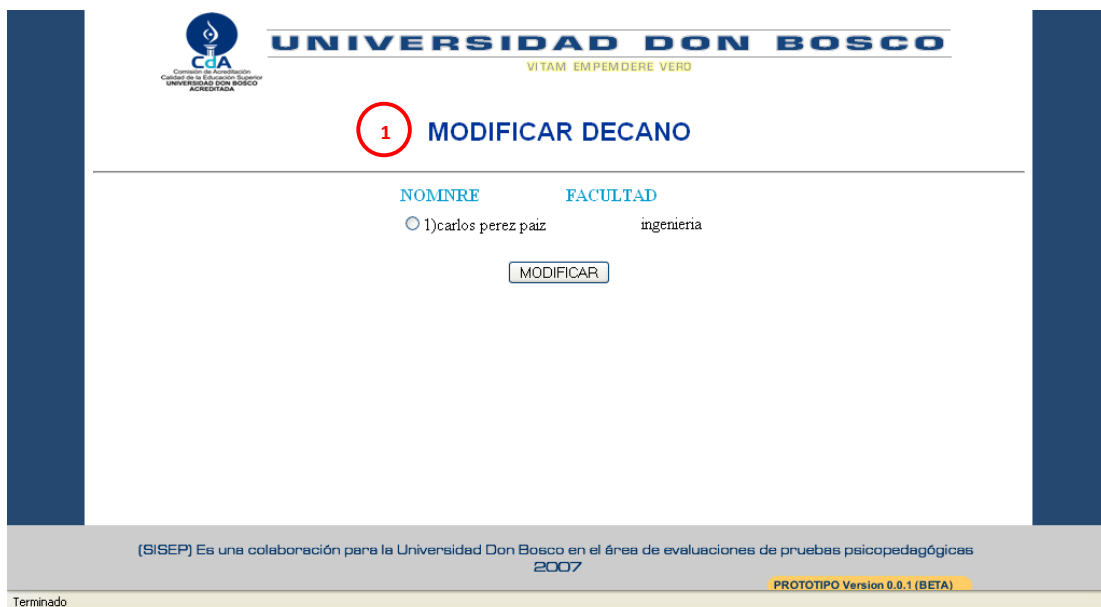 CdA
Comisión de Acreditación
Calidad de la Educación Superior
UNIVERSIDAD DON BOSCO
ACREDITADA
UNIVERSIDAD DON BOSCO
VITAM EMPEMDERE VERO
1 MODIFICAR DECANO
NOMNRE FACULTAD
1)carlos perez paiz ingenieria
MODIFICAR
(SISEP) Es una colaboración para la Universidad Don Bosco en el área de evaluaciones de pruebas psicopedagógicas
2007
PROTOTIPO Version 0.0.1 (BETA)
Terminado